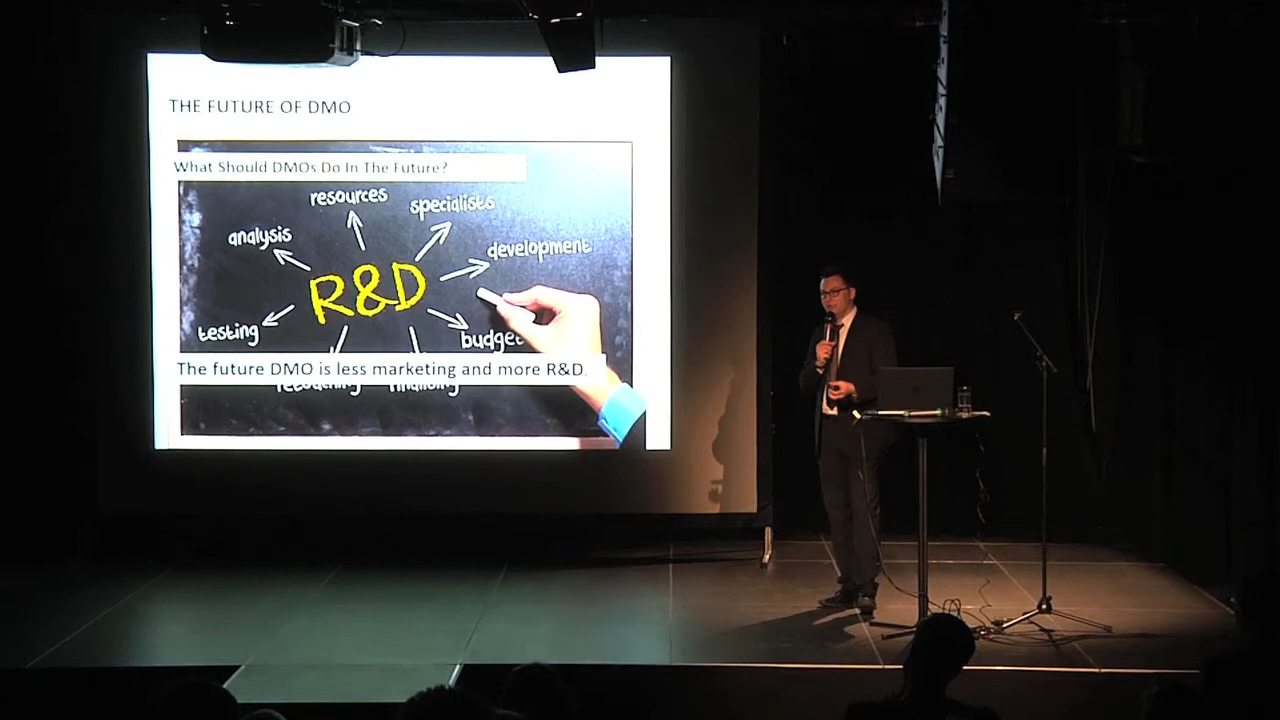 THE FUTURE OF DMO
What Should DMOs Do In The Future?
resources
specialists
analysis
development
R&D
testing
budget
The future DMO is less marketing and more R&D.